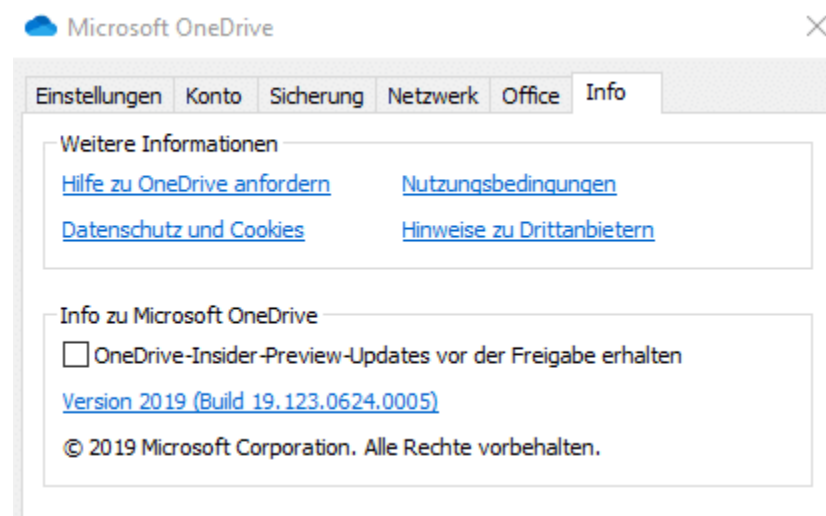 Microsoft OneDrive
Einstellungen Konto Sicherung Netzwerk Office Info
Weitere Informationen
Hilfe zu OneDrive anfordern Nutzungsbedingungen
Datenschutz und Cookies Hinweise zu Drittanbietern
Info zu Microsoft OneDrive
OneDrive-Insider-Preview-Updates vor der Freigabe erhalten
Version 2019 (Build 19.123.0624.0005)
© 2019 Microsoft Corporation. Alle Rechte vorbehalten.